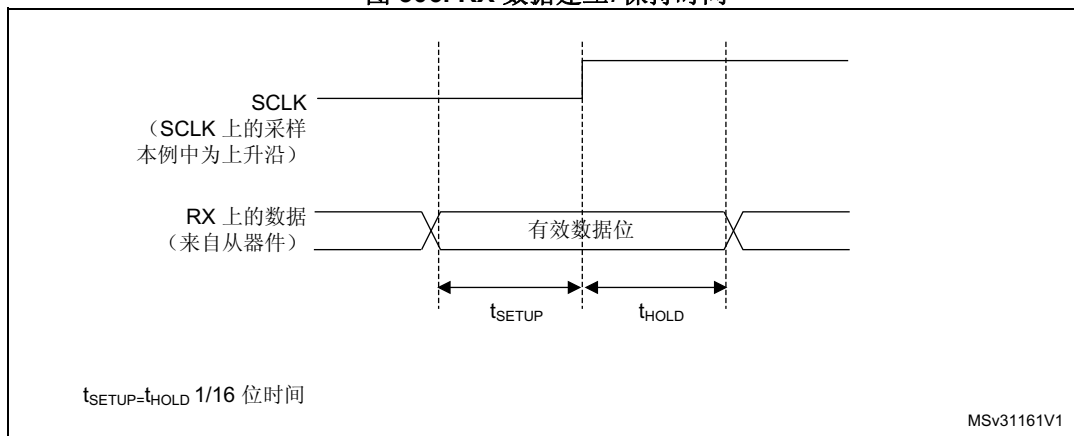 SCLK
（SCLK 上的采样
本例中为上升沿）
RX 上的数据
（来自从器件）
有效数据位
tSETUP
tHOLD
tSETUP=tHOLD 1/16 位时间
MSv31161V1